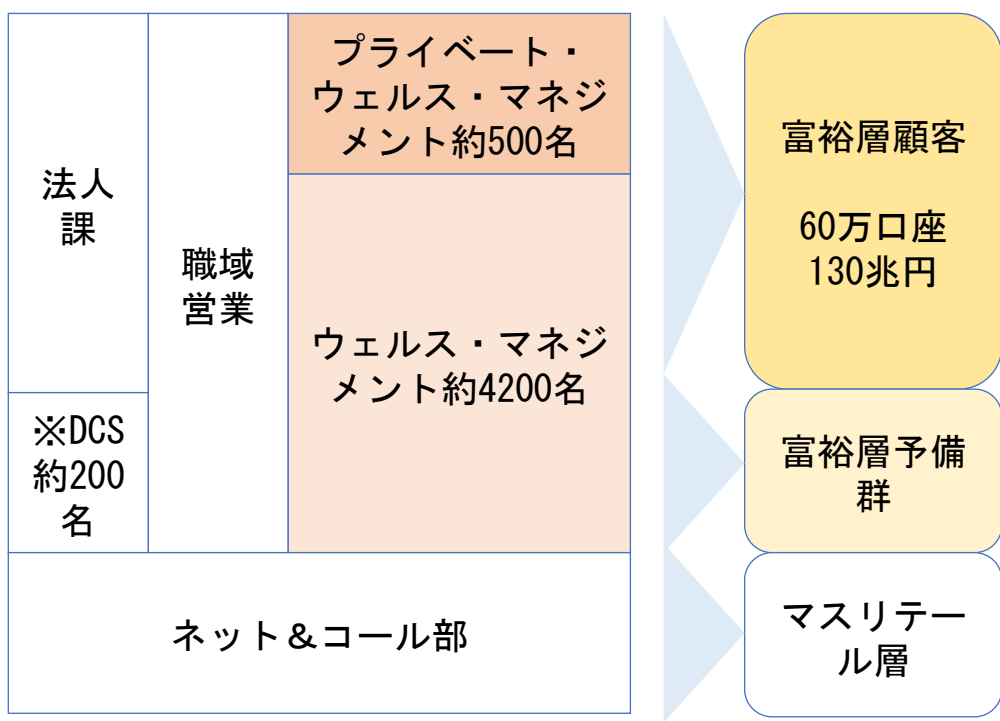 法人
課
※DCS
約200
名
職域
営業
プライベート・
ウェルス・マネジ
メント約500名
ウェルス・マネジ
メント約4200名
ネット＆コール部
富裕層顧客
60万口座
130兆円
富裕層予備
群
マスリテー
ル層